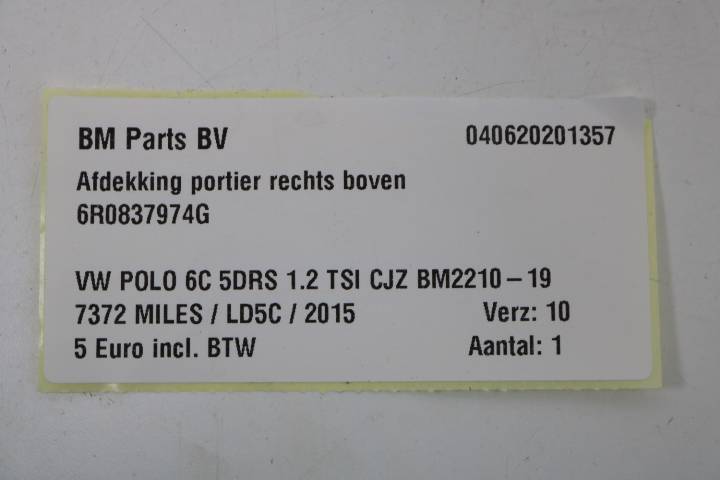 BM Parts BV 040620201357
Afdekking portier rechts boven
6R0837974G
VW POLO 6C 5DRS 1.2 TSI CJZ BM2210 – 19
7372 MILES / LD5C / 2015 Verz: 10
5 Euro incl. BTW Aantal: 1